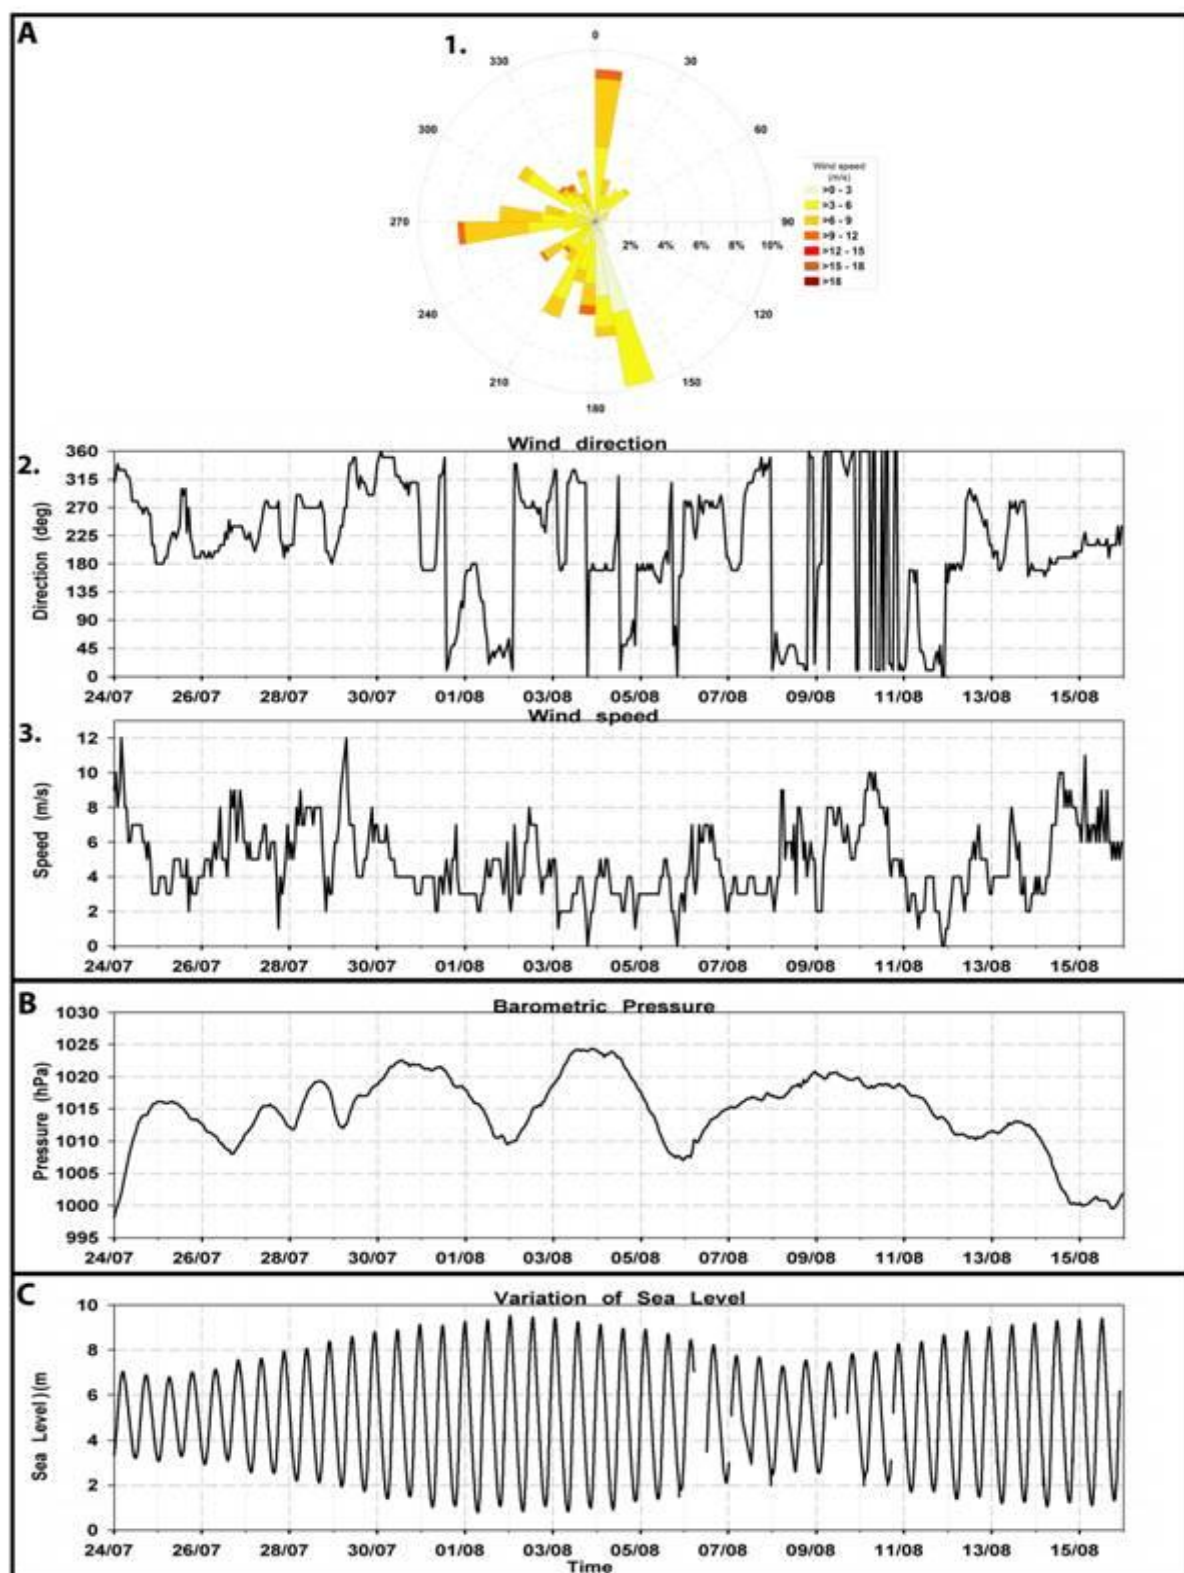 A
1.
0
330
30
300
60
Wind speed
(m/s)
>0 - 3
>3 - 6
>6 - 9
>9 - 12
>12 - 15
>15 - 18
>18
270
2% 4% 6% 8% 10%
90
240
120
210
150
180
2.
Wind direction
Direction (deg)
360
315
270
225
180
135
90
45
0
24/07 26/07 28/07 30/07 01/08 03/08 05/08 07/08 09/08 11/08 13/08 15/08
3.
Wind speed
Speed (m/s)
12
10
8
6
4
2
0
24/07 26/07 28/07 30/07 01/08 03/08 05/08 07/08 09/08 11/08 13/08 15/08
B
Barometric Pressure
Pressure (hPa)
1030
1025
1020
1015
1010
1005
1000
995
24/07 26/07 28/07 30/07 01/08 03/08 05/08 07/08 09/08 11/08 13/08 15/08
C
Variation of Sea Level
Sea Level)(m
10
8
6
4
2
0
24/07 26/07 28/07 30/07 01/08 03/08 05/08 07/08 09/08 11/08 13/08 15/08
Time